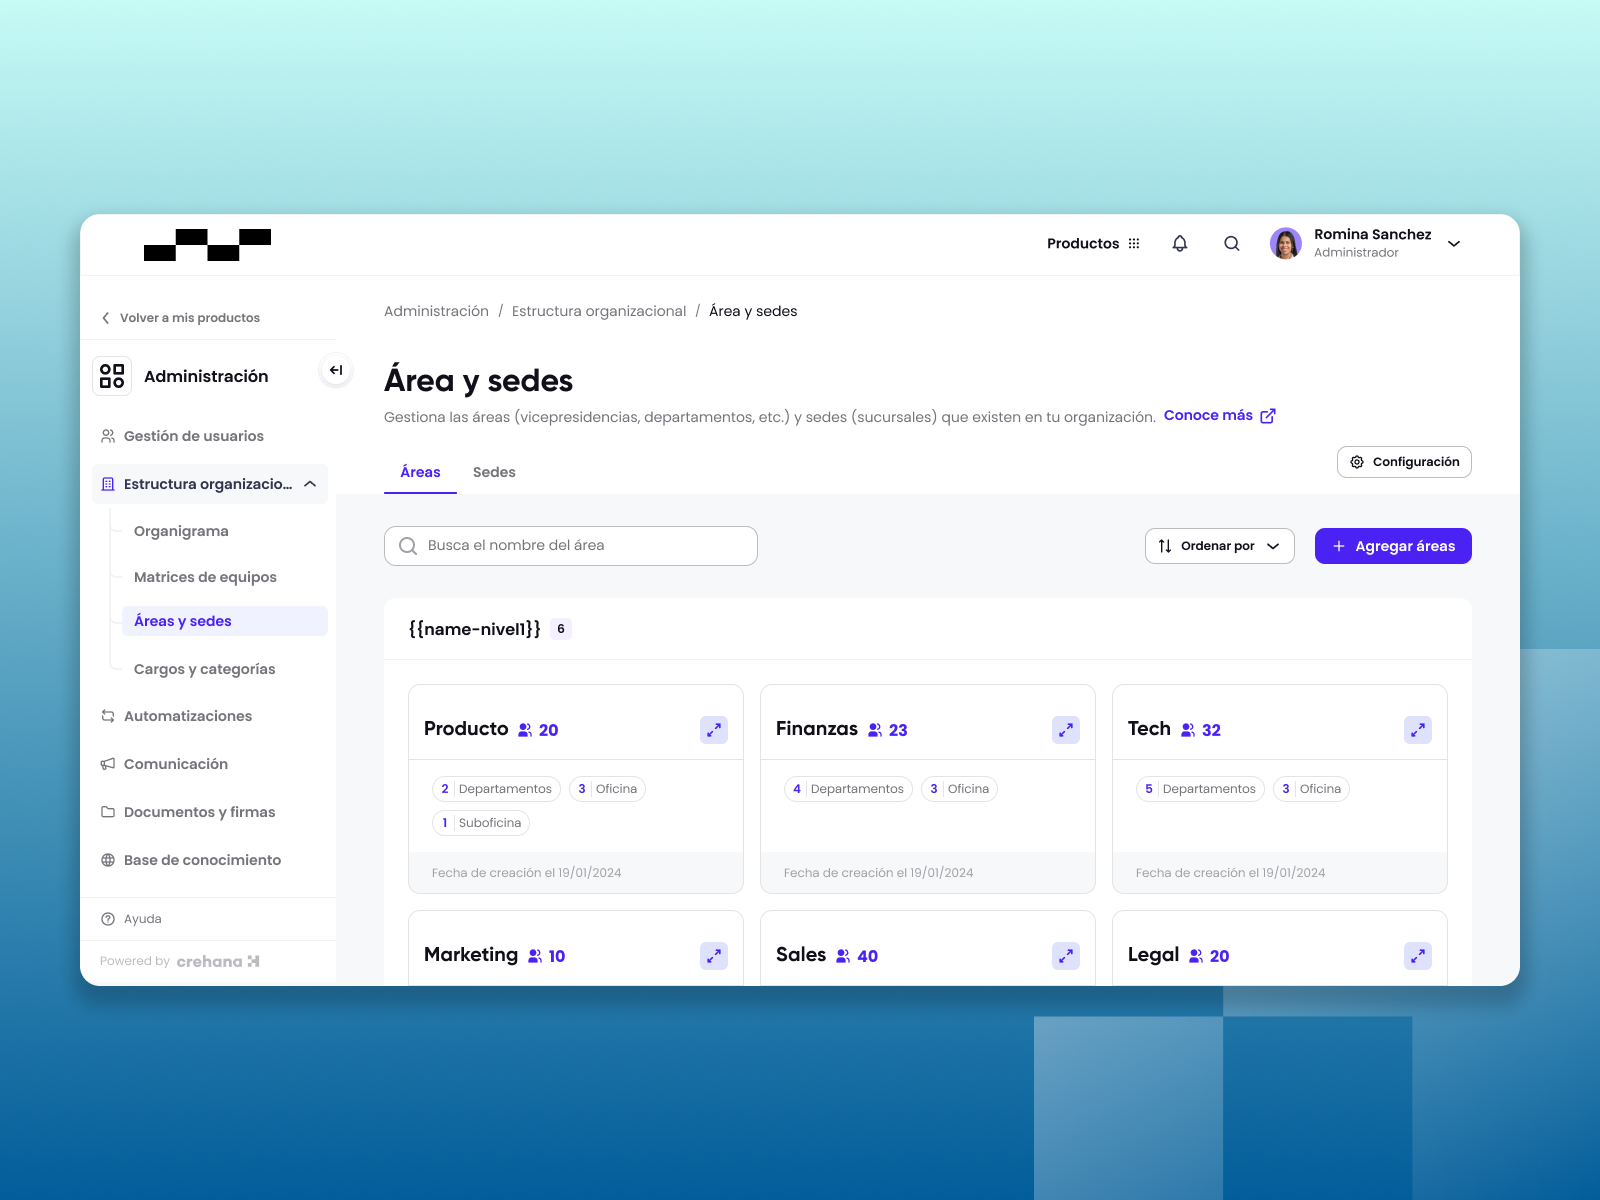 Productos
Romina Sanchez
Administrador
Volver a mis productos
Administración
Gestión de usuarios
Estructura organizacio...
Organigrama
Matrices de equipos
Áreas y sedes
Cargos y categorías
Automatizaciones
Comunicación
Documentos y firmas
Base de conocimiento
Ayuda
Powered by crehana
Administración / Estructura organizacional / Área y sedes
Área y sedes
Gestiona las áreas (vicepresidencias, departamentos, etc.) y sedes (sucursales) que existen en tu organización. Conoce más
Áreas Sedes
Configuración
Busca el nombre del área
Ordenar por
+ Agregar áreas
{{name-nivel1}} 6
Producto 20
2 Departamentos 3 Oficina
1 Suboficina
Fecha de creación el 19/01/2024
Finanzas 23
4 Departamentos 3 Oficina
Fecha de creación el 19/01/2024
Tech 32
5 Departamentos 3 Oficina
Fecha de creación el 19/01/2024
Marketing 10
Sales 40
Legal 20